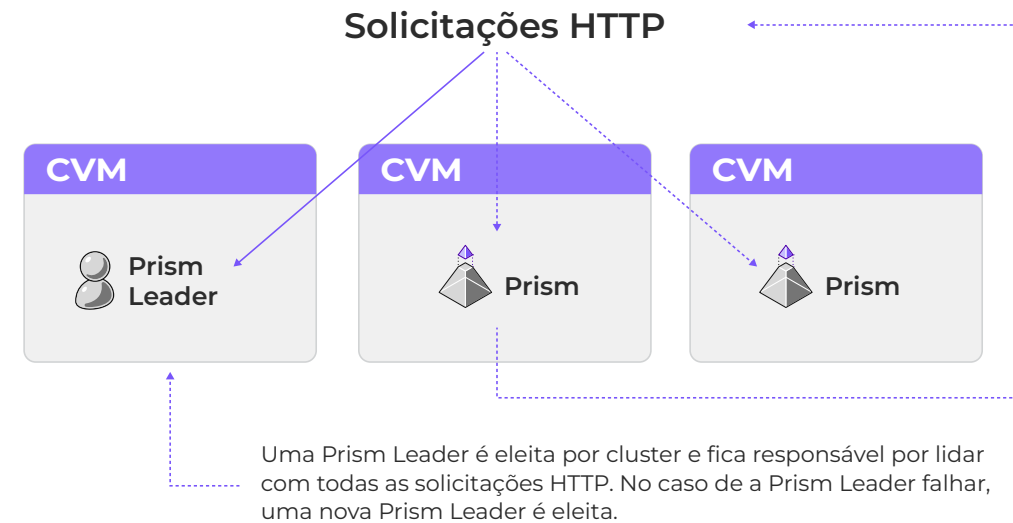 Solicitações HTTP
CVM
CVM
CVM
Prism
Leader
Prism
Prism
Uma Prism Leader é eleita por cluster e fica responsável por lidar
com todas as solicitações HTTP. No caso de a Prism Leader falhar,
uma nova Prism Leader é eleita.